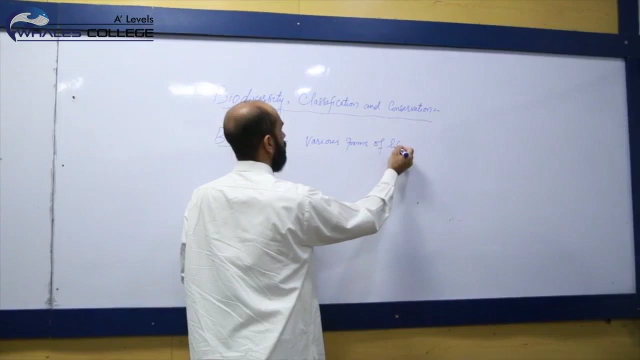 A' Levels
WHALES COLLEGE
Biodiversity, Classification and Conservation
Various forms of